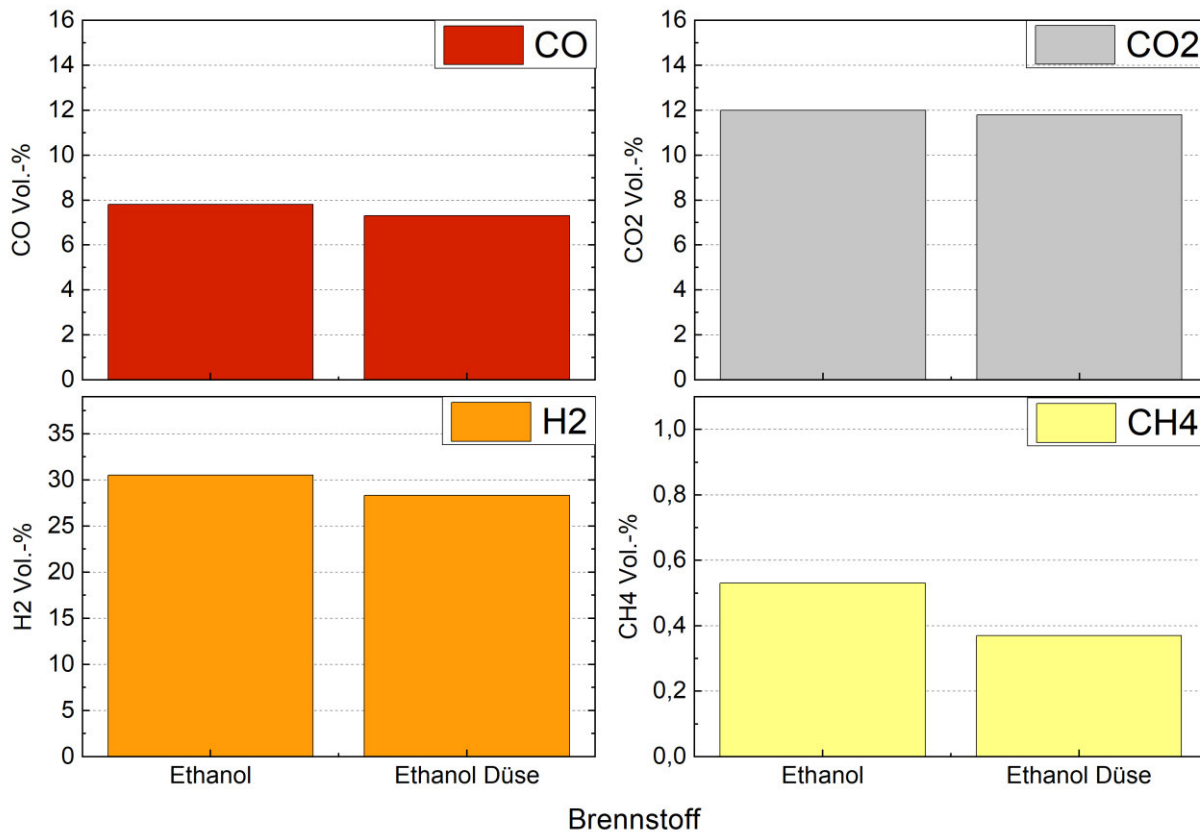 CO
CO Vol.-%
16
14
12
10
8
6
4
2
0
CO2
CO2 Vol.-%
16
14
12
10
8
6
4
2
0
H2
H2 Vol.-%
35
30
25
20
15
10
5
0
Ethanol
Ethanol Düse
CH4
CH4 Vol.-%
1,0
0,8
0,6
0,4
0,2
0,0
Ethanol
Ethanol Düse
Brennstoff